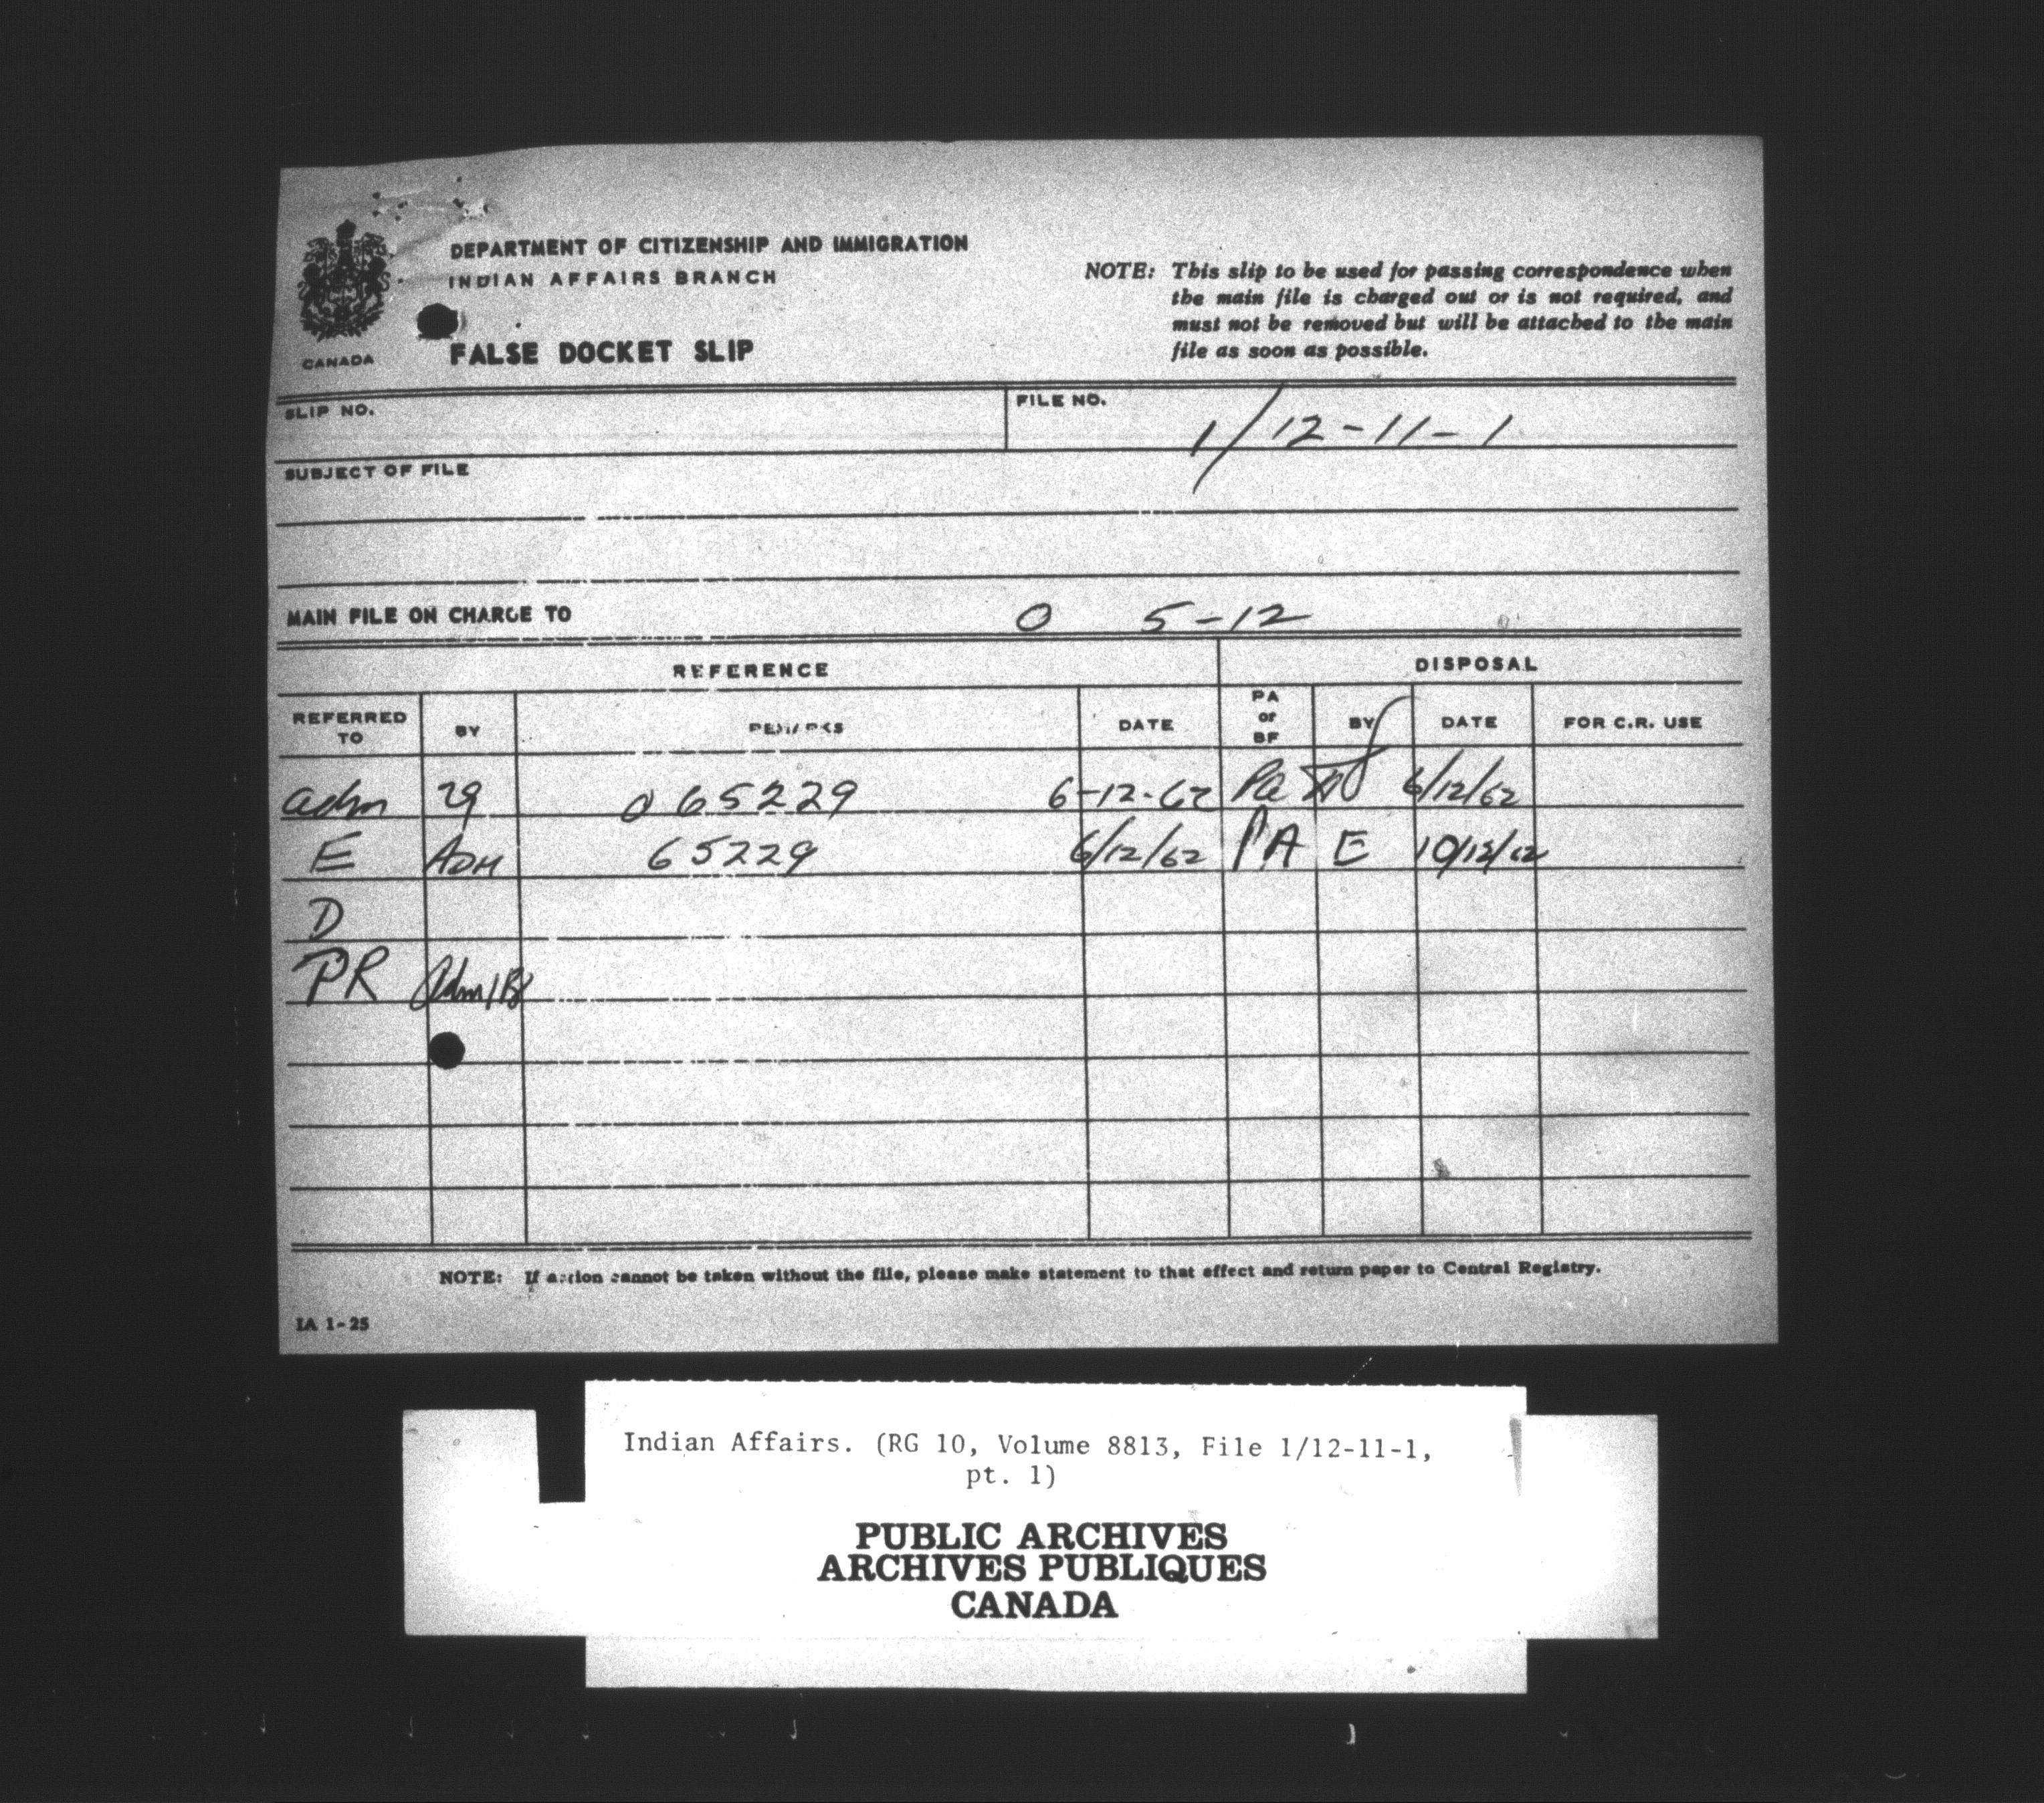 DEPARTMENT OF CITIZENSHIP AND IMMIGRATION
INDIAN AFFAIRS BRANCH
FALSE DOCKET SLIP
CANADA
NOTE: This slip to be used for passing correspondence when
the main file is charged out or is not required, and
must not be removed but will be attached to the main
file as soon as possible.
SLIP NO.
FILE NO. 1/12-11-1
SUBJECT OF FILE
MAIN FILE ON CHARGE TO O 5-12
REFERENCE DISPOSAL
REFERRED TO BY REMARKS DATE PA or BF BY DATE FOR C.R. USE
adm 29 065229 6-12-62 Pa 6/12/62
E ADM 65229 6/12/62 PA E 10/12/62
D
PR
NOTE: If action cannot be taken without the file, please make statement to that effect and return paper to Central Registry.
IA 1-25
Indian Affairs. (RG 10, Volume 8813, File 1/12-11-1,
pt. 1)
PUBLIC ARCHIVES
ARCHIVES PUBLIQUES
CANADA